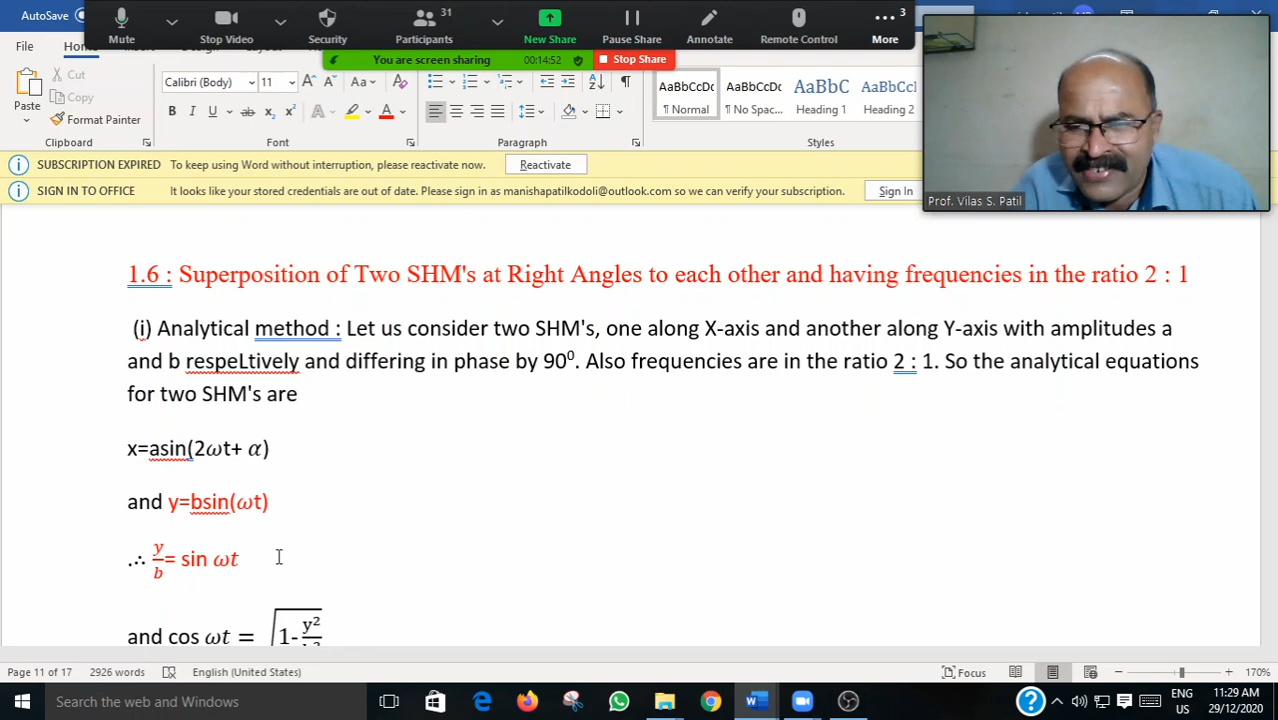 AutoSave
31
3
Mute
Stop Video
Security
Participants
New Share
Pause Share
Annotate
Remote Control
More
You are screen sharing
00:14:52
Stop Share
File
Paste
Cut
Copy
Format Painter
Clipboard
Calibri (Body)
11
Font
Paragraph
AaBbCcDc
¶ Normal
AaBbCcDc
¶ No Spac...
AaBbC
Heading 1
AaBbCcI
Heading 2
Styles
SUBSCRIPTION EXPIRED To keep using Word without interruption, please reactivate now. Reactivate
SIGN IN TO OFFICE It looks like your stored credentials are out of date. Please sign in as manishapatilkodoli@outlook.com so we can verify your subscription. Sign In
Prof. Vilas S. Patil
1.6 : Superposition of Two SHM's at Right Angles to each other and having frequencies in the ratio 2 : 1
(i) Analytical method : Let us consider two SHM's, one along X-axis and another along Y-axis with amplitudes a
and b respeLtively and differing in phase by 90⁰. Also frequencies are in the ratio 2 : 1. So the analytical equations
for two SHM's are
x=asin(2ωt+ α)
and y=bsin(ωt)
∴ y/b= sin ωt
and cos ωt = √1-y²
Page 11 of 17 2926 words English (United States) Focus 170%
Search the web and Windows
ENG
US
11:29 AM
29/12/2020